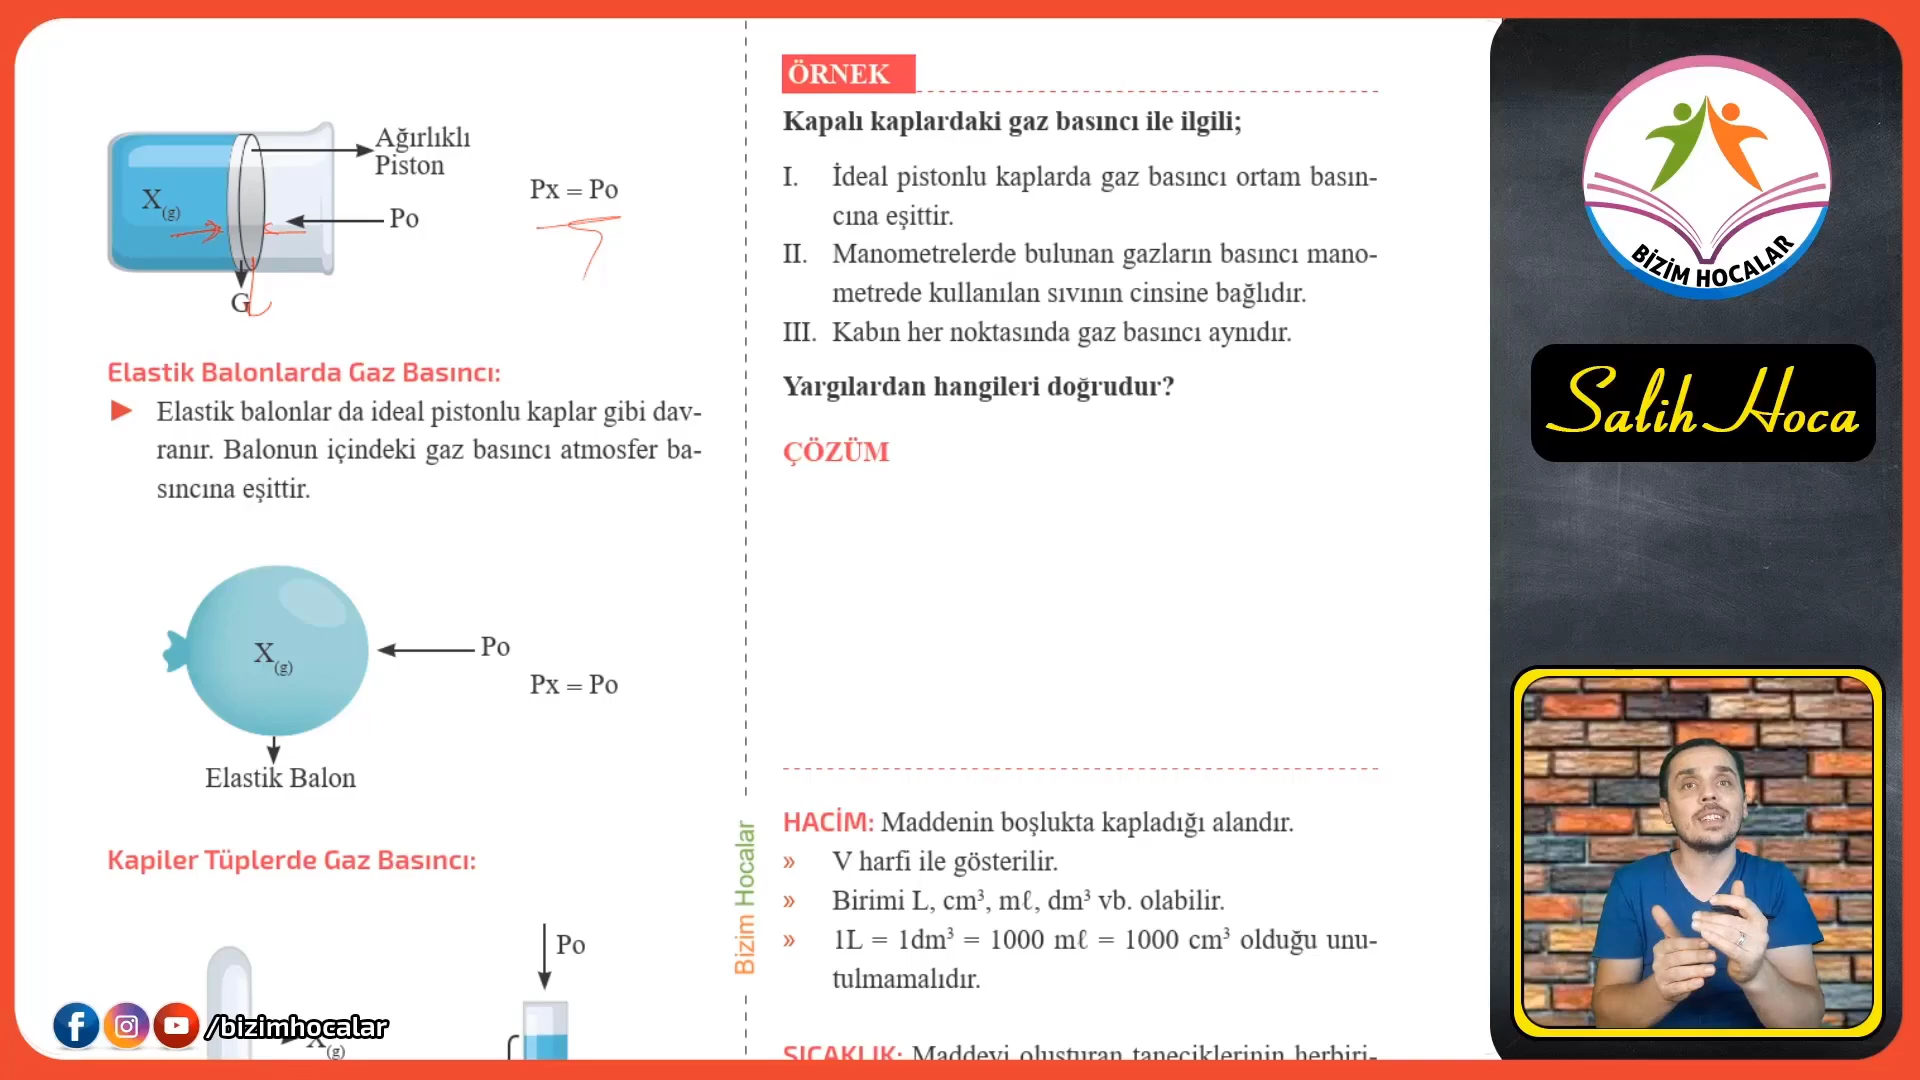 Ağırlıklı
Piston
X(g)
Po
G
Px = Po
Elastik Balonlarda Gaz Basıncı:
Elastik balonlar da ideal pistonlu kaplar gibi dav-
ranır. Balonun içindeki gaz basıncı atmosfer ba-
sıncına eşittir.
X(g)
Po
Px = Po
Elastik Balon
Kapiler Tüplerde Gaz Basıncı:
Po
X(g)
/bizimhocalar
Bizim Hocalar
ÖRNEK
Kapalı kaplardaki gaz basıncı ile ilgili;
I. İdeal pistonlu kaplarda gaz basıncı ortam basın-
cına eşittir.
II. Manometrelerde bulunan gazların basıncı mano-
metrede kullanılan sıvının cinsine bağlıdır.
III. Kabın her noktasında gaz basıncı aynıdır.
Yargılardan hangileri doğrudur?
ÇÖZÜM
HACİM: Maddenin boşlukta kapladığı alandır.
» V harfi ile gösterilir.
» Birimi L, cm³, mℓ, dm³ vb. olabilir.
» 1L = 1dm³ = 1000 mℓ = 1000 cm³ olduğu unu-
tulmamalıdır.
SICAKLIK: Maddeyi oluşturan taneciklerinin herbiri-
BİZİM HOCALAR
Salih Hoca